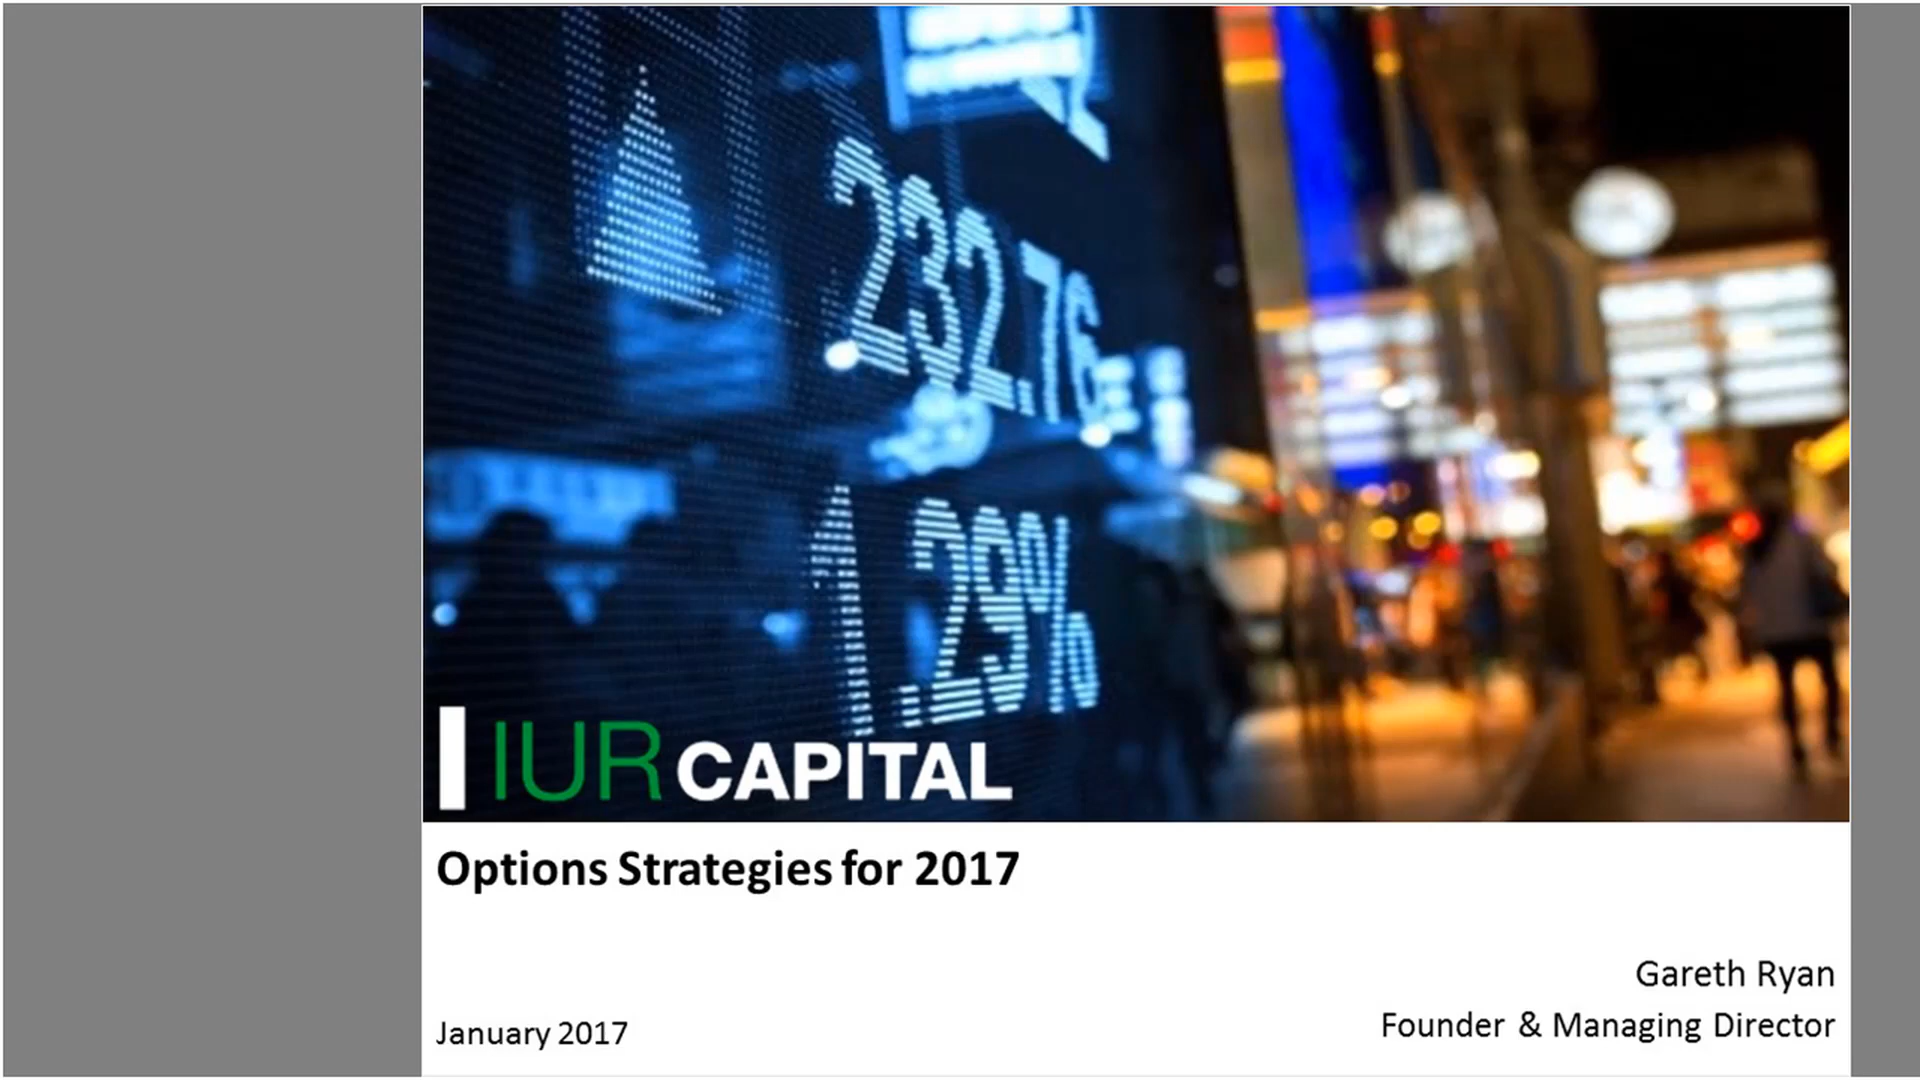 232.76
1.29%
IUR CAPITAL
Options Strategies for 2017
Gareth Ryan
Founder & Managing Director
January 2017